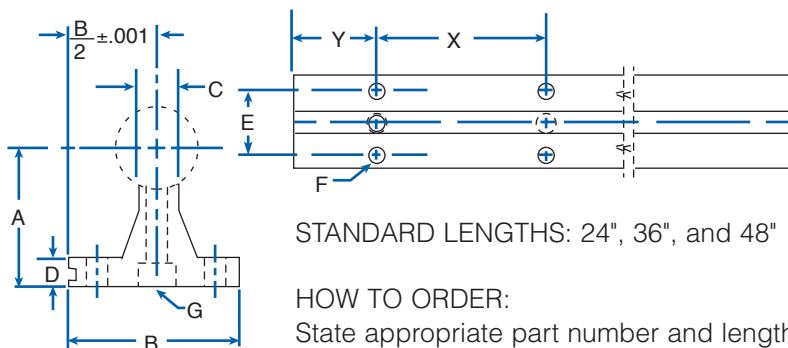 B
2 ±.001
C
A
D
G
B
Y
X
E
F
STANDARD LENGTHS: 24", 36", and 48"
HOW TO ORDER:
State appropriate part number and length